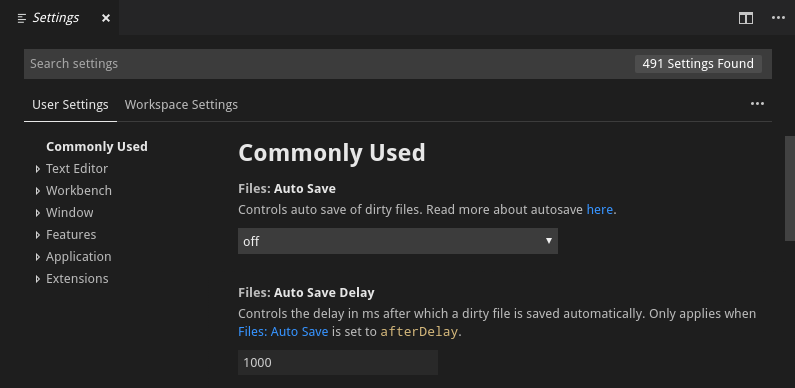 Settings
Search settings 491 Settings Found
User Settings Workspace Settings
Commonly Used
Text Editor
Workbench
Window
Features
Application
Extensions
Commonly Used
Files: Auto Save
Controls auto save of dirty files. Read more about autosave here.
off
Files: Auto Save Delay
Controls the delay in ms after which a dirty file is saved automatically. Only applies when
Files: Auto Save is set to afterDelay.
1000